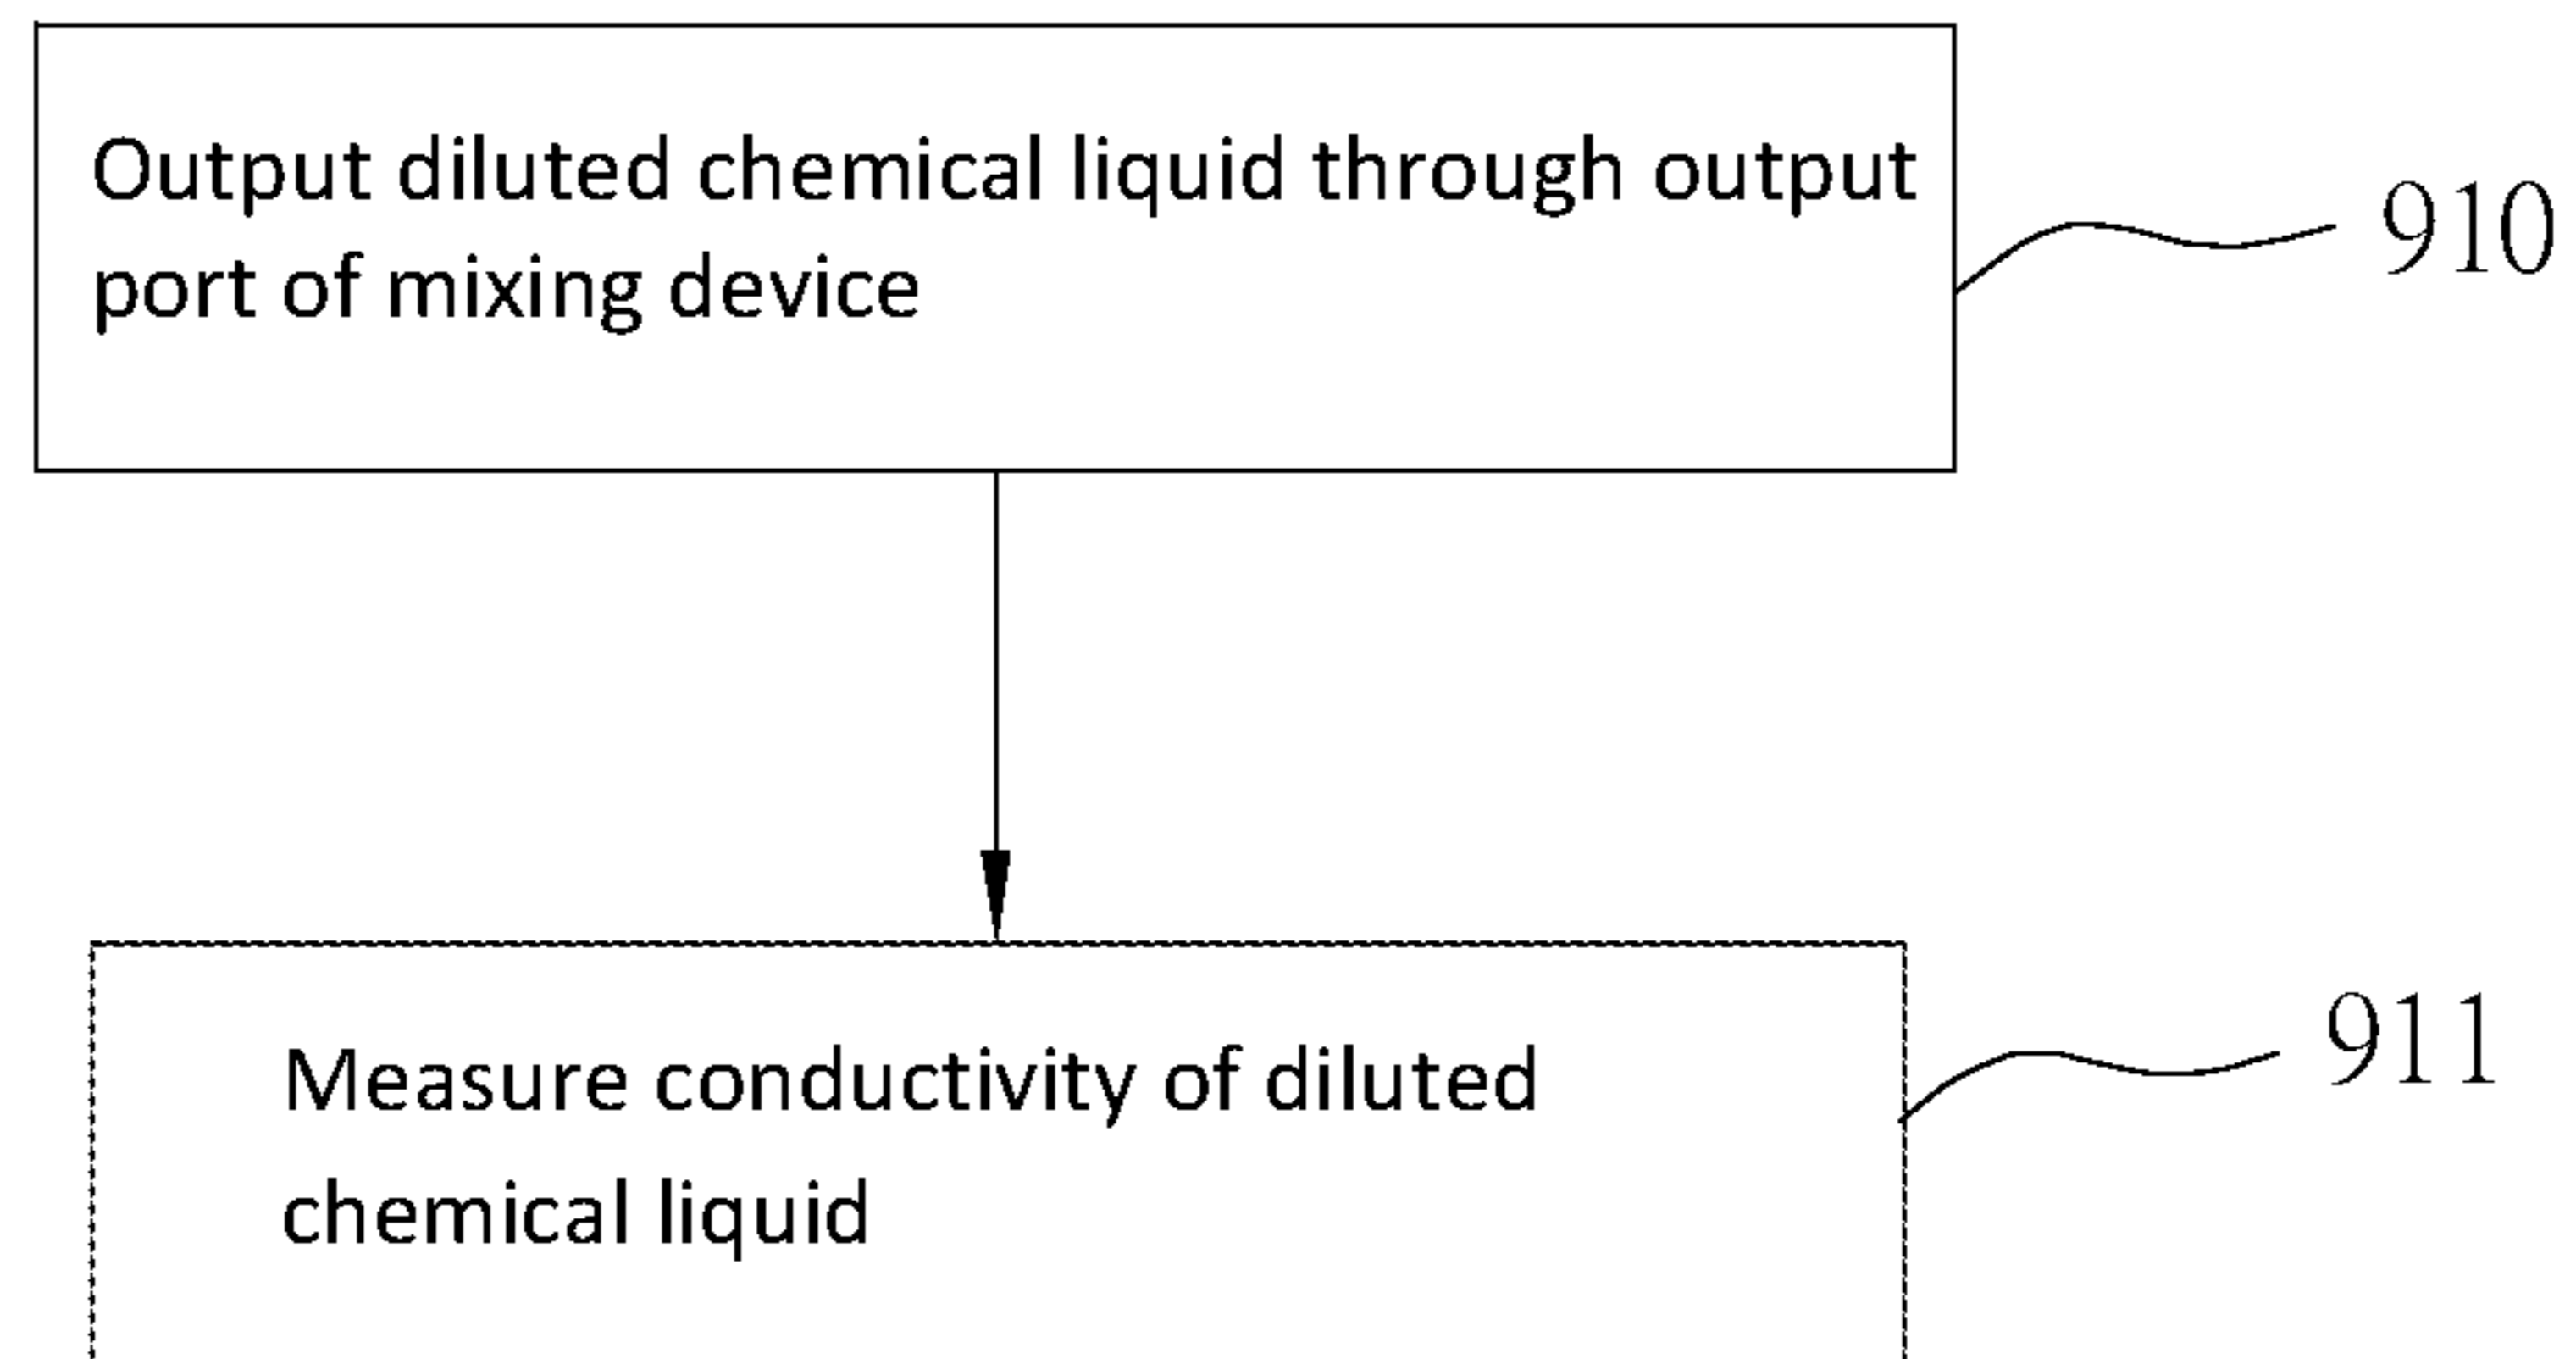 Output diluted chemical liquid through output
port of mixing device
910
Measure conductivity of diluted
chemical liquid
911